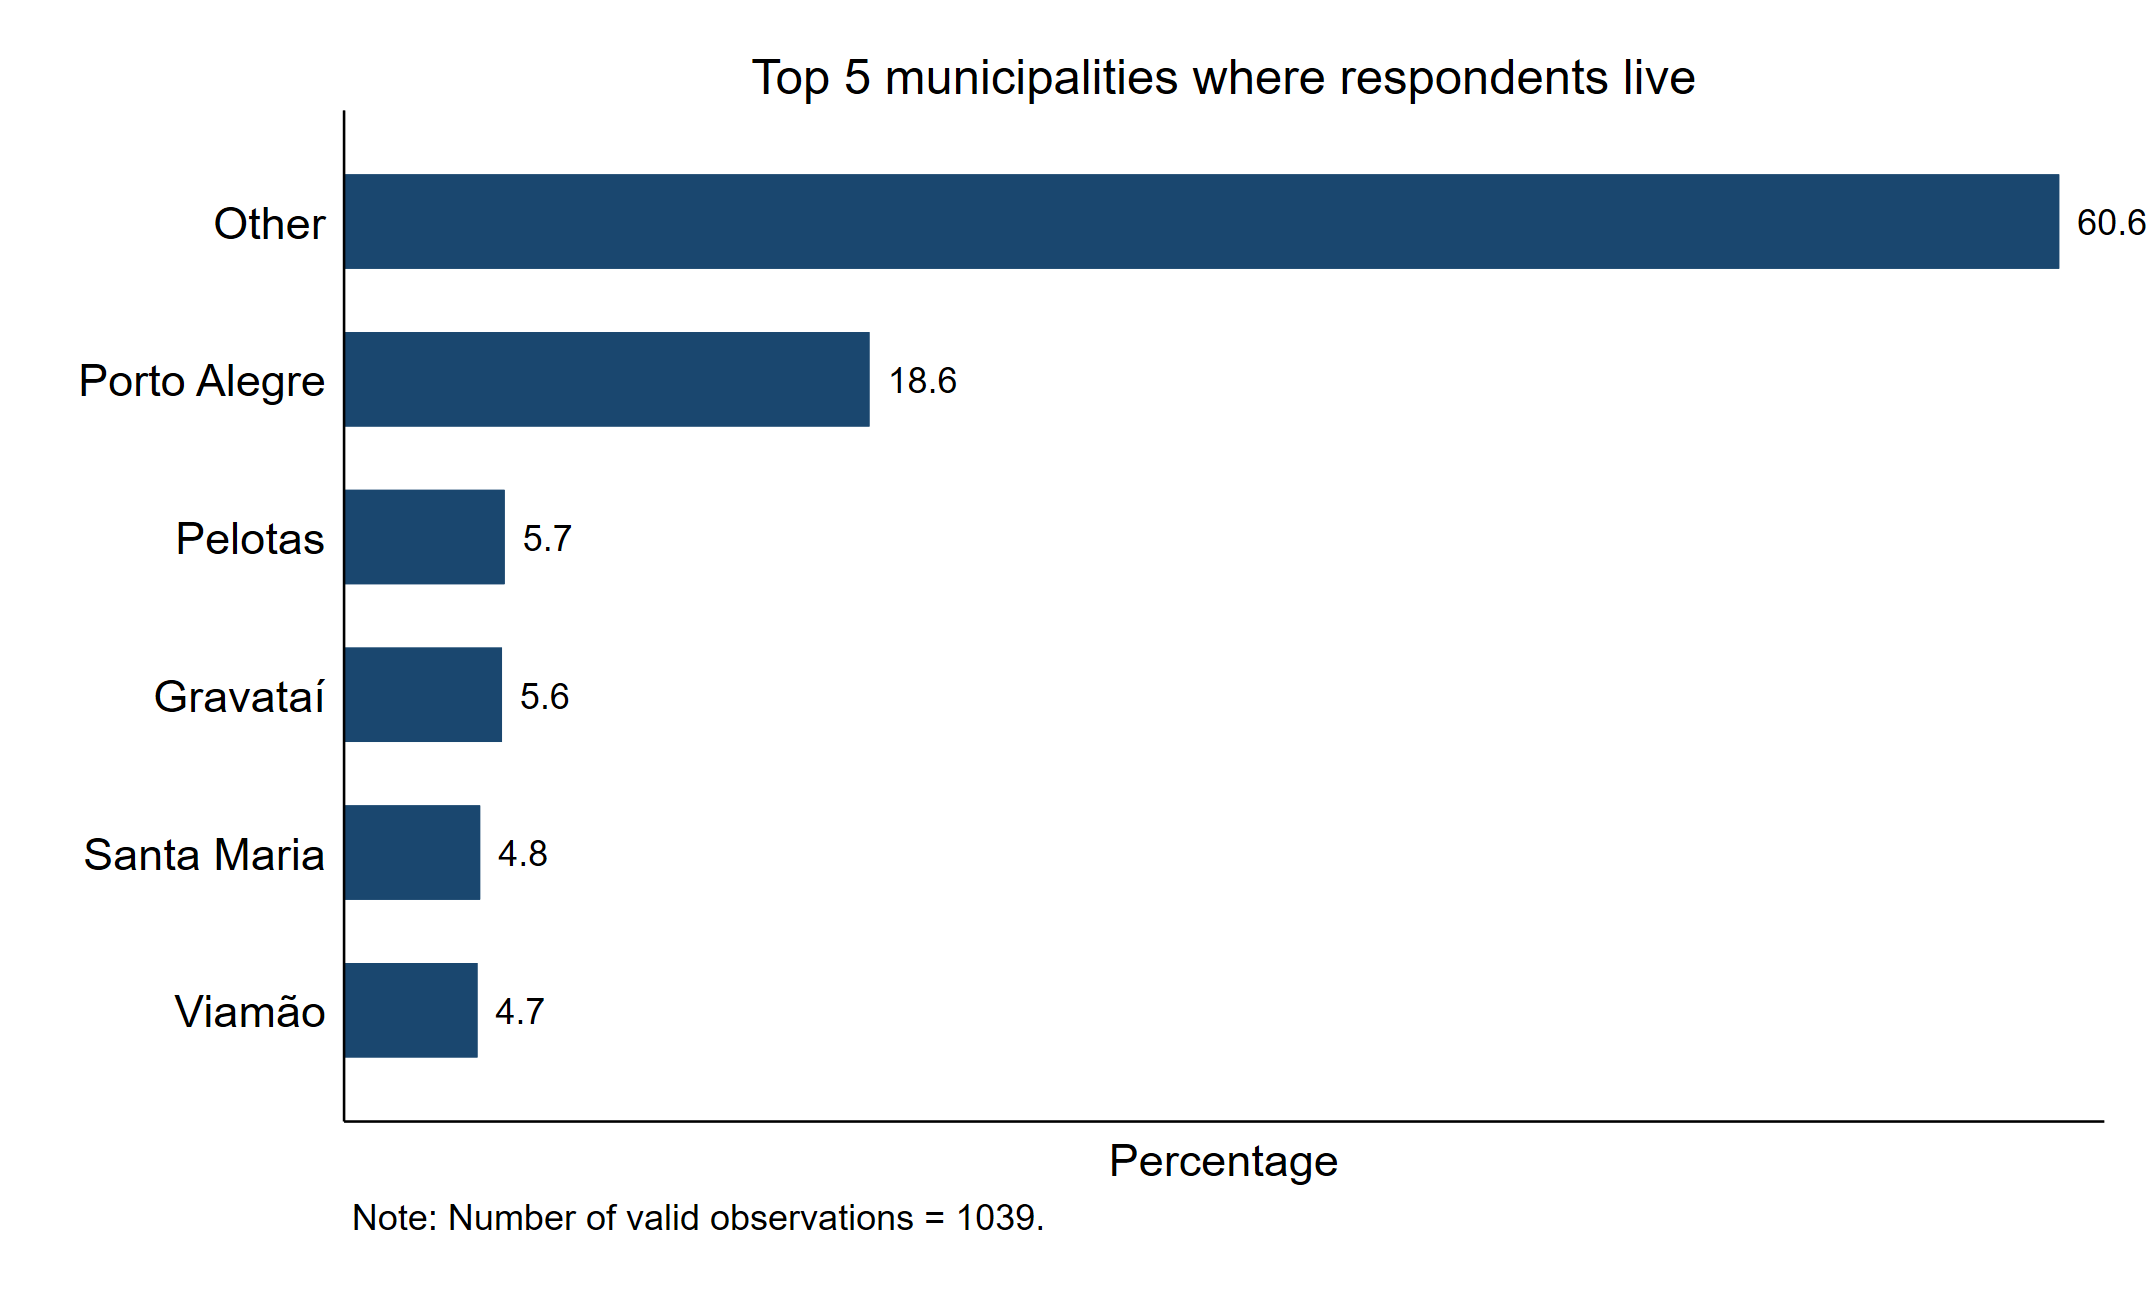 Top 5 municipalities where respondents live
Other 60.6
Porto Alegre 18.6
Pelotas 5.7
Gravataí 5.6
Santa Maria 4.8
Viamão 4.7
Percentage
Note: Number of valid observations = 1039.